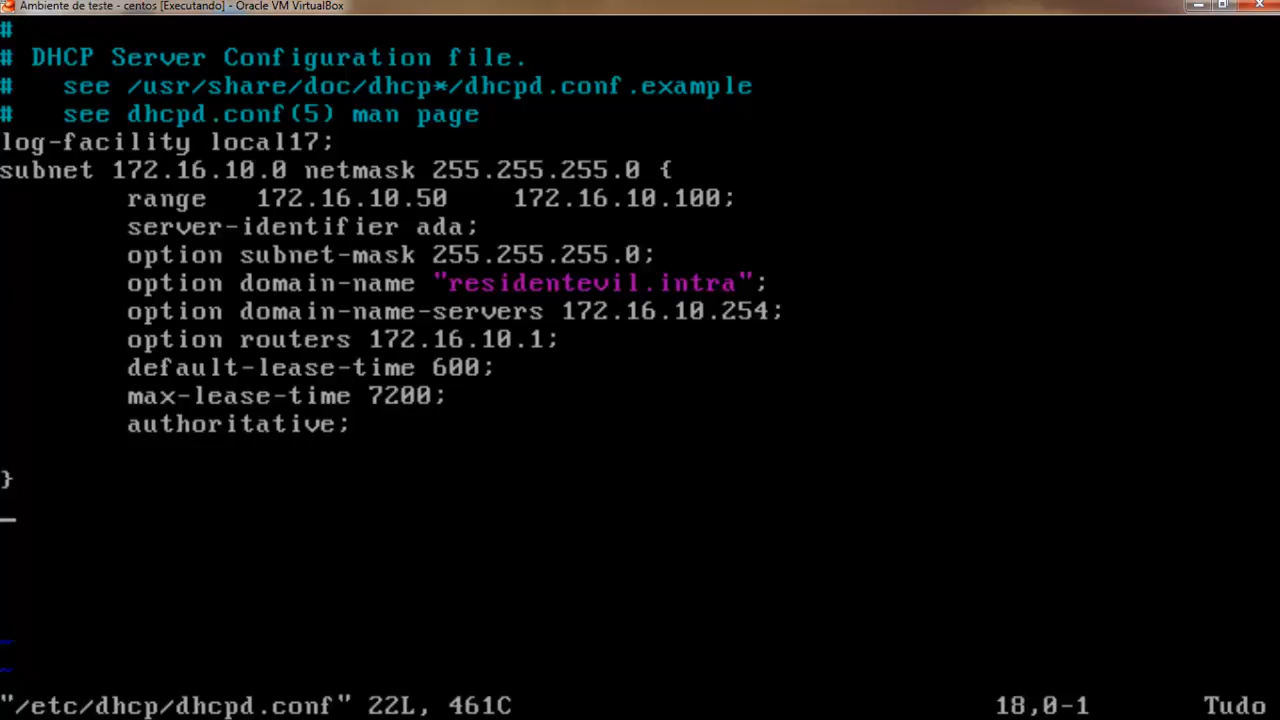 Ambiente de teste - centos [Executando] - Oracle VM VirtualBox
#
# DHCP Server Configuration file.
#   see /usr/share/doc/dhcp*/dhcpd.conf.example
#   see dhcpd.conf(5) man page
log-facility local17;
subnet 172.16.10.0 netmask 255.255.255.0 {
        range   172.16.10.50    172.16.10.100;
        server-identifier ada;
        option subnet-mask 255.255.255.0;
        option domain-name "residentevil.intra";
        option domain-name-servers 172.16.10.254;
        option routers 172.16.10.1;
        default-lease-time 600;
        max-lease-time 7200;
        authoritative;
}
~
~
"/etc/dhcp/dhcpd.conf" 22L, 461C 18,0-1 Tudo